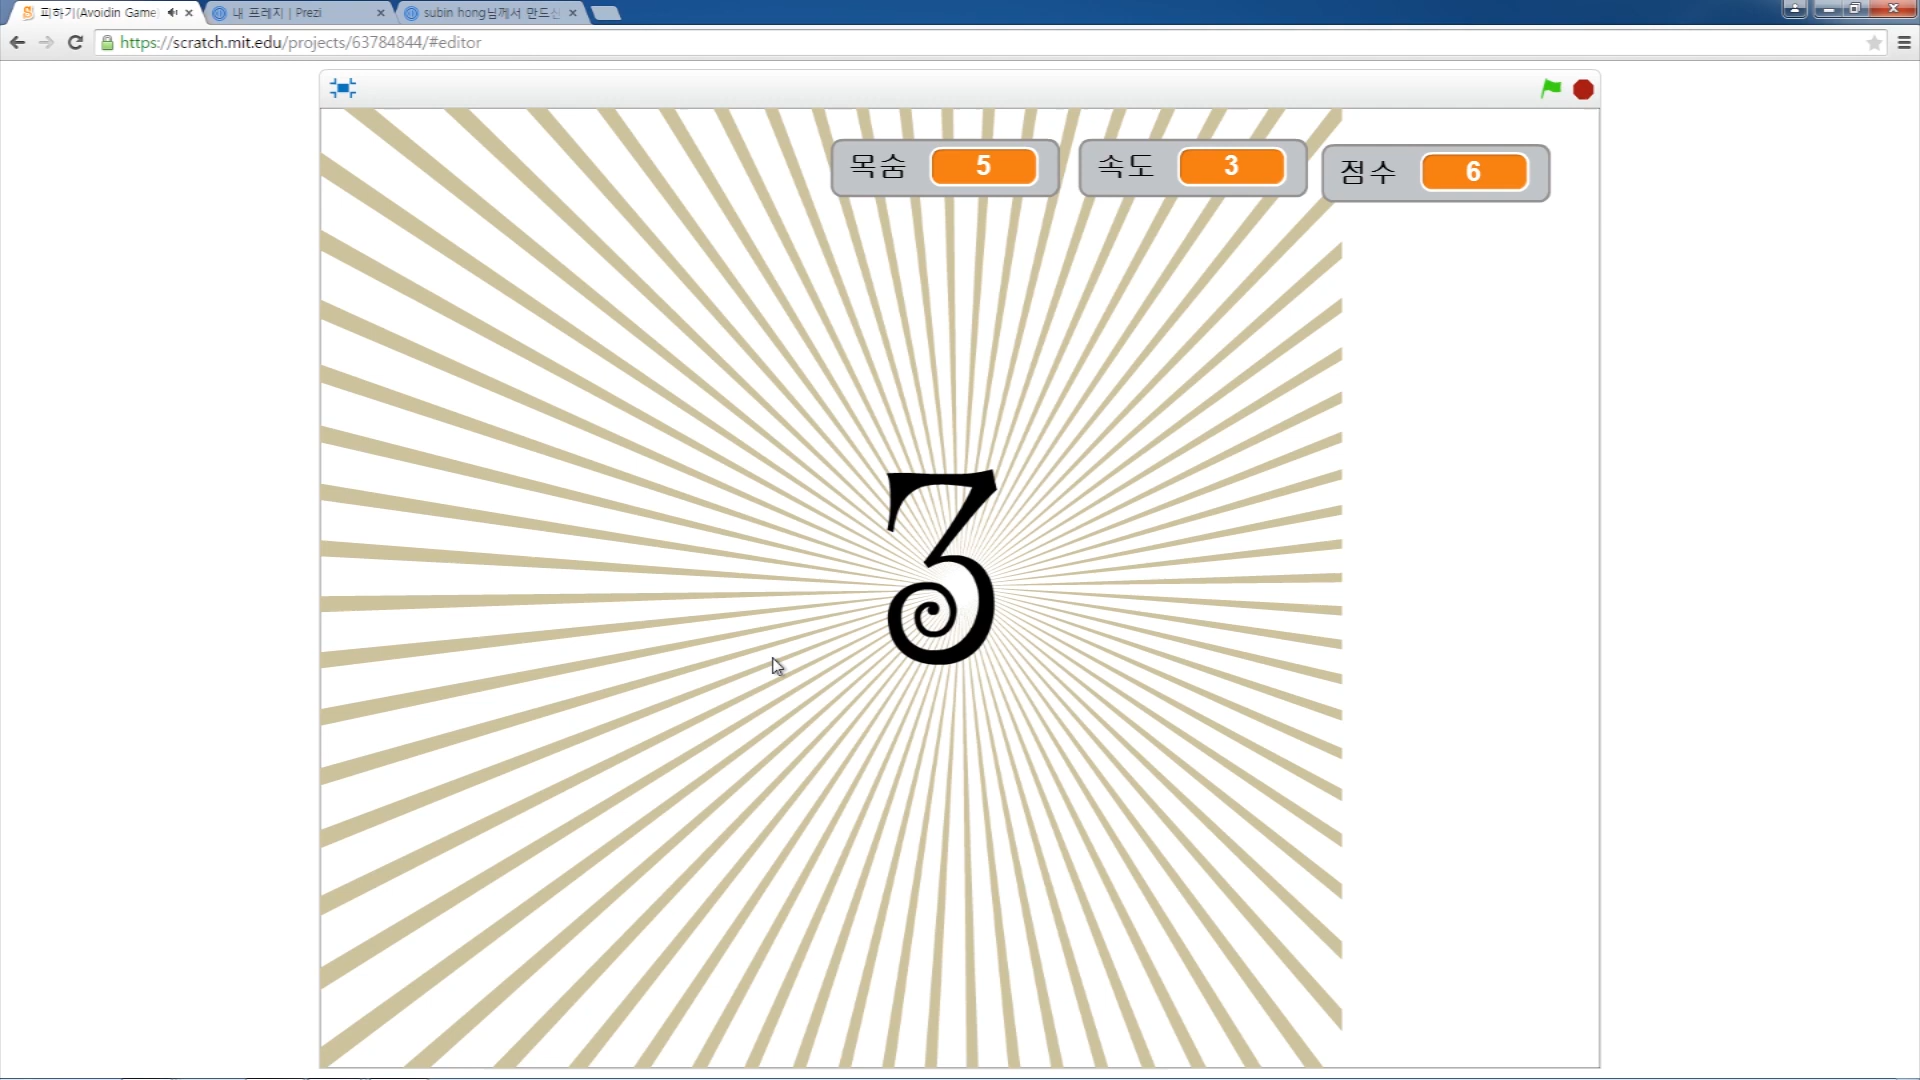 피하기(Avoidin Game
내 프레지 | Prezi
subin hong님께서 만드신
https://scratch.mit.edu/projects/63784844/#editor
목숨 5
속도 3
점수 6
3